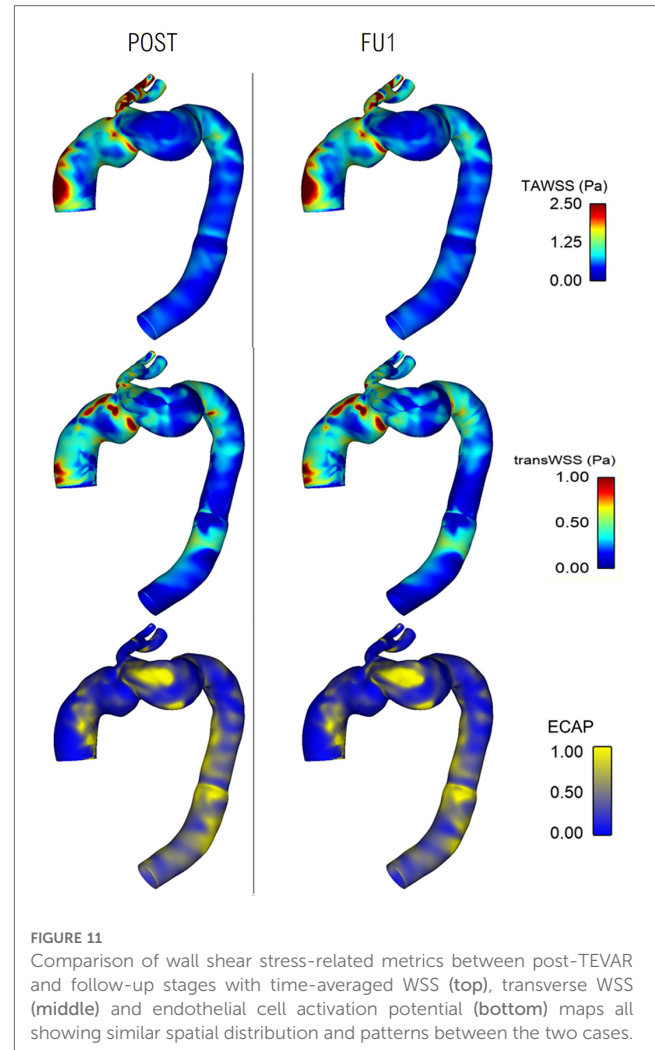 POST FU1
TAWSS (Pa)
2.50
1.25
0.00
transWSS (Pa)
1.00
0.50
0.00
ECAP
1.00
0.50
0.00
FIGURE 11
Comparison of wall shear stress-related metrics between post-TEVAR
and follow-up stages with time-averaged WSS (top), transverse WSS
(middle) and endothelial cell activation potential (bottom) maps all
showing similar spatial distribution and patterns between the two cases.